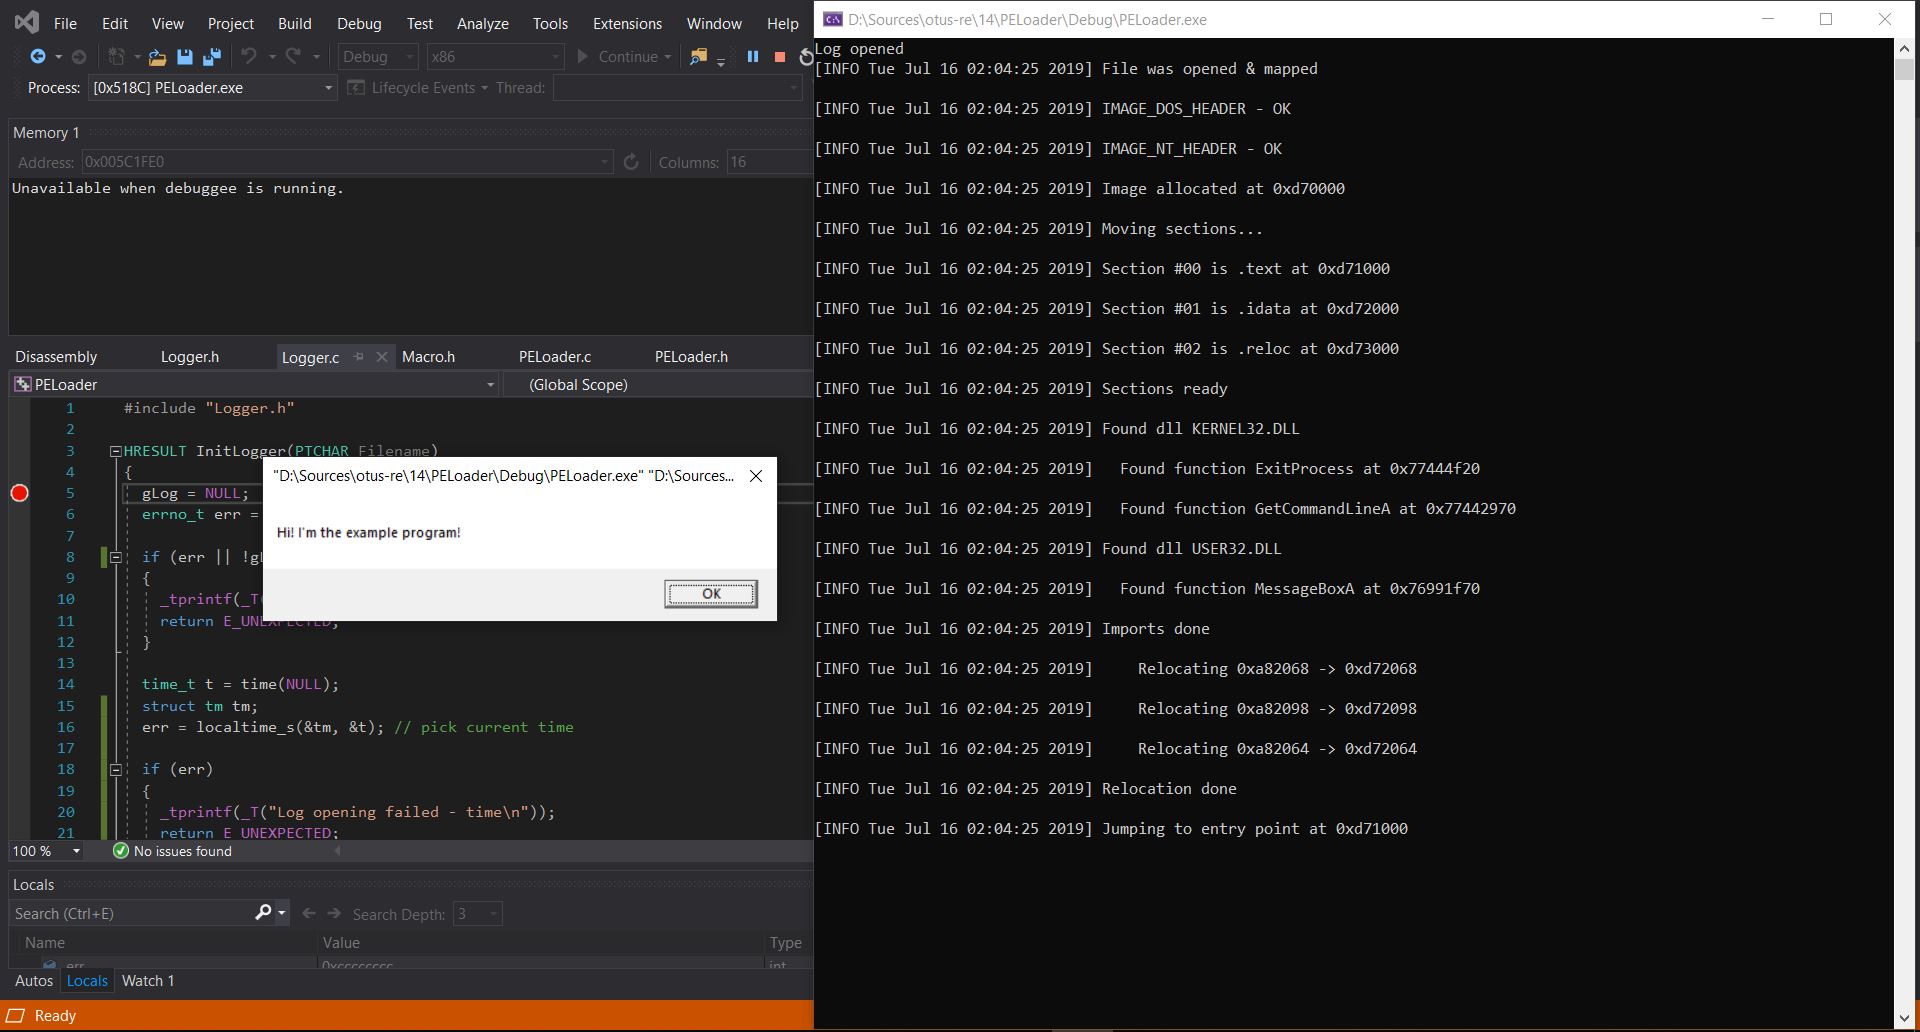 File Edit View Project Build Debug Test Analyze Tools Extensions Window Help
Debug x86 Continue
Process: [0x518C] PELoader.exe Lifecycle Events Thread:
Memory 1
Address: 0x005C1FE0 Columns: 16
Unavailable when debuggee is running.
Disassembly Logger.h Logger.c Macro.h PELoader.c PELoader.h
PELoader (Global Scope)
1 #include "Logger.h"
2
3 HRESULT InitLogger(PTCHAR Filename)
4 {
5 gLog = NULL;
6 errno_t err =
7
8 if (err || !g
9 {
10 _tprintf(_T(
11 return E_UNEXPECTED;
12 }
13
14 time_t t = time(NULL);
15 struct tm tm;
16 err = localtime_s(&tm, &t); // pick current time
17
18 if (err)
19 {
20 _tprintf(_T("Log opening failed - time\n"));
21 return E_UNEXPECTED;
100 % No issues found
Locals
Search (Ctrl+E) Search Depth: 3
Name Value Type
err 0xcccccccc int
Autos Locals Watch 1
Ready
"D:\Sources\otus-re\14\PELoader\Debug\PELoader.exe" "D:\Sources...
Hi! I'm the example program!
OK
D:\Sources\otus-re\14\PELoader\Debug\PELoader.exe
Log opened
[INFO Tue Jul 16 02:04:25 2019] File was opened & mapped
[INFO Tue Jul 16 02:04:25 2019] IMAGE_DOS_HEADER - OK
[INFO Tue Jul 16 02:04:25 2019] IMAGE_NT_HEADER - OK
[INFO Tue Jul 16 02:04:25 2019] Image allocated at 0xd70000
[INFO Tue Jul 16 02:04:25 2019] Moving sections...
[INFO Tue Jul 16 02:04:25 2019] Section #00 is .text at 0xd71000
[INFO Tue Jul 16 02:04:25 2019] Section #01 is .idata at 0xd72000
[INFO Tue Jul 16 02:04:25 2019] Section #02 is .reloc at 0xd73000
[INFO Tue Jul 16 02:04:25 2019] Sections ready
[INFO Tue Jul 16 02:04:25 2019] Found dll KERNEL32.DLL
[INFO Tue Jul 16 02:04:25 2019] Found function ExitProcess at 0x77444f20
[INFO Tue Jul 16 02:04:25 2019] Found function GetCommandLineA at 0x77442970
[INFO Tue Jul 16 02:04:25 2019] Found dll USER32.DLL
[INFO Tue Jul 16 02:04:25 2019] Found function MessageBoxA at 0x76991f70
[INFO Tue Jul 16 02:04:25 2019] Imports done
[INFO Tue Jul 16 02:04:25 2019] Relocating 0xa82068 -> 0xd72068
[INFO Tue Jul 16 02:04:25 2019] Relocating 0xa82098 -> 0xd72098
[INFO Tue Jul 16 02:04:25 2019] Relocating 0xa82064 -> 0xd72064
[INFO Tue Jul 16 02:04:25 2019] Relocation done
[INFO Tue Jul 16 02:04:25 2019] Jumping to entry point at 0xd71000